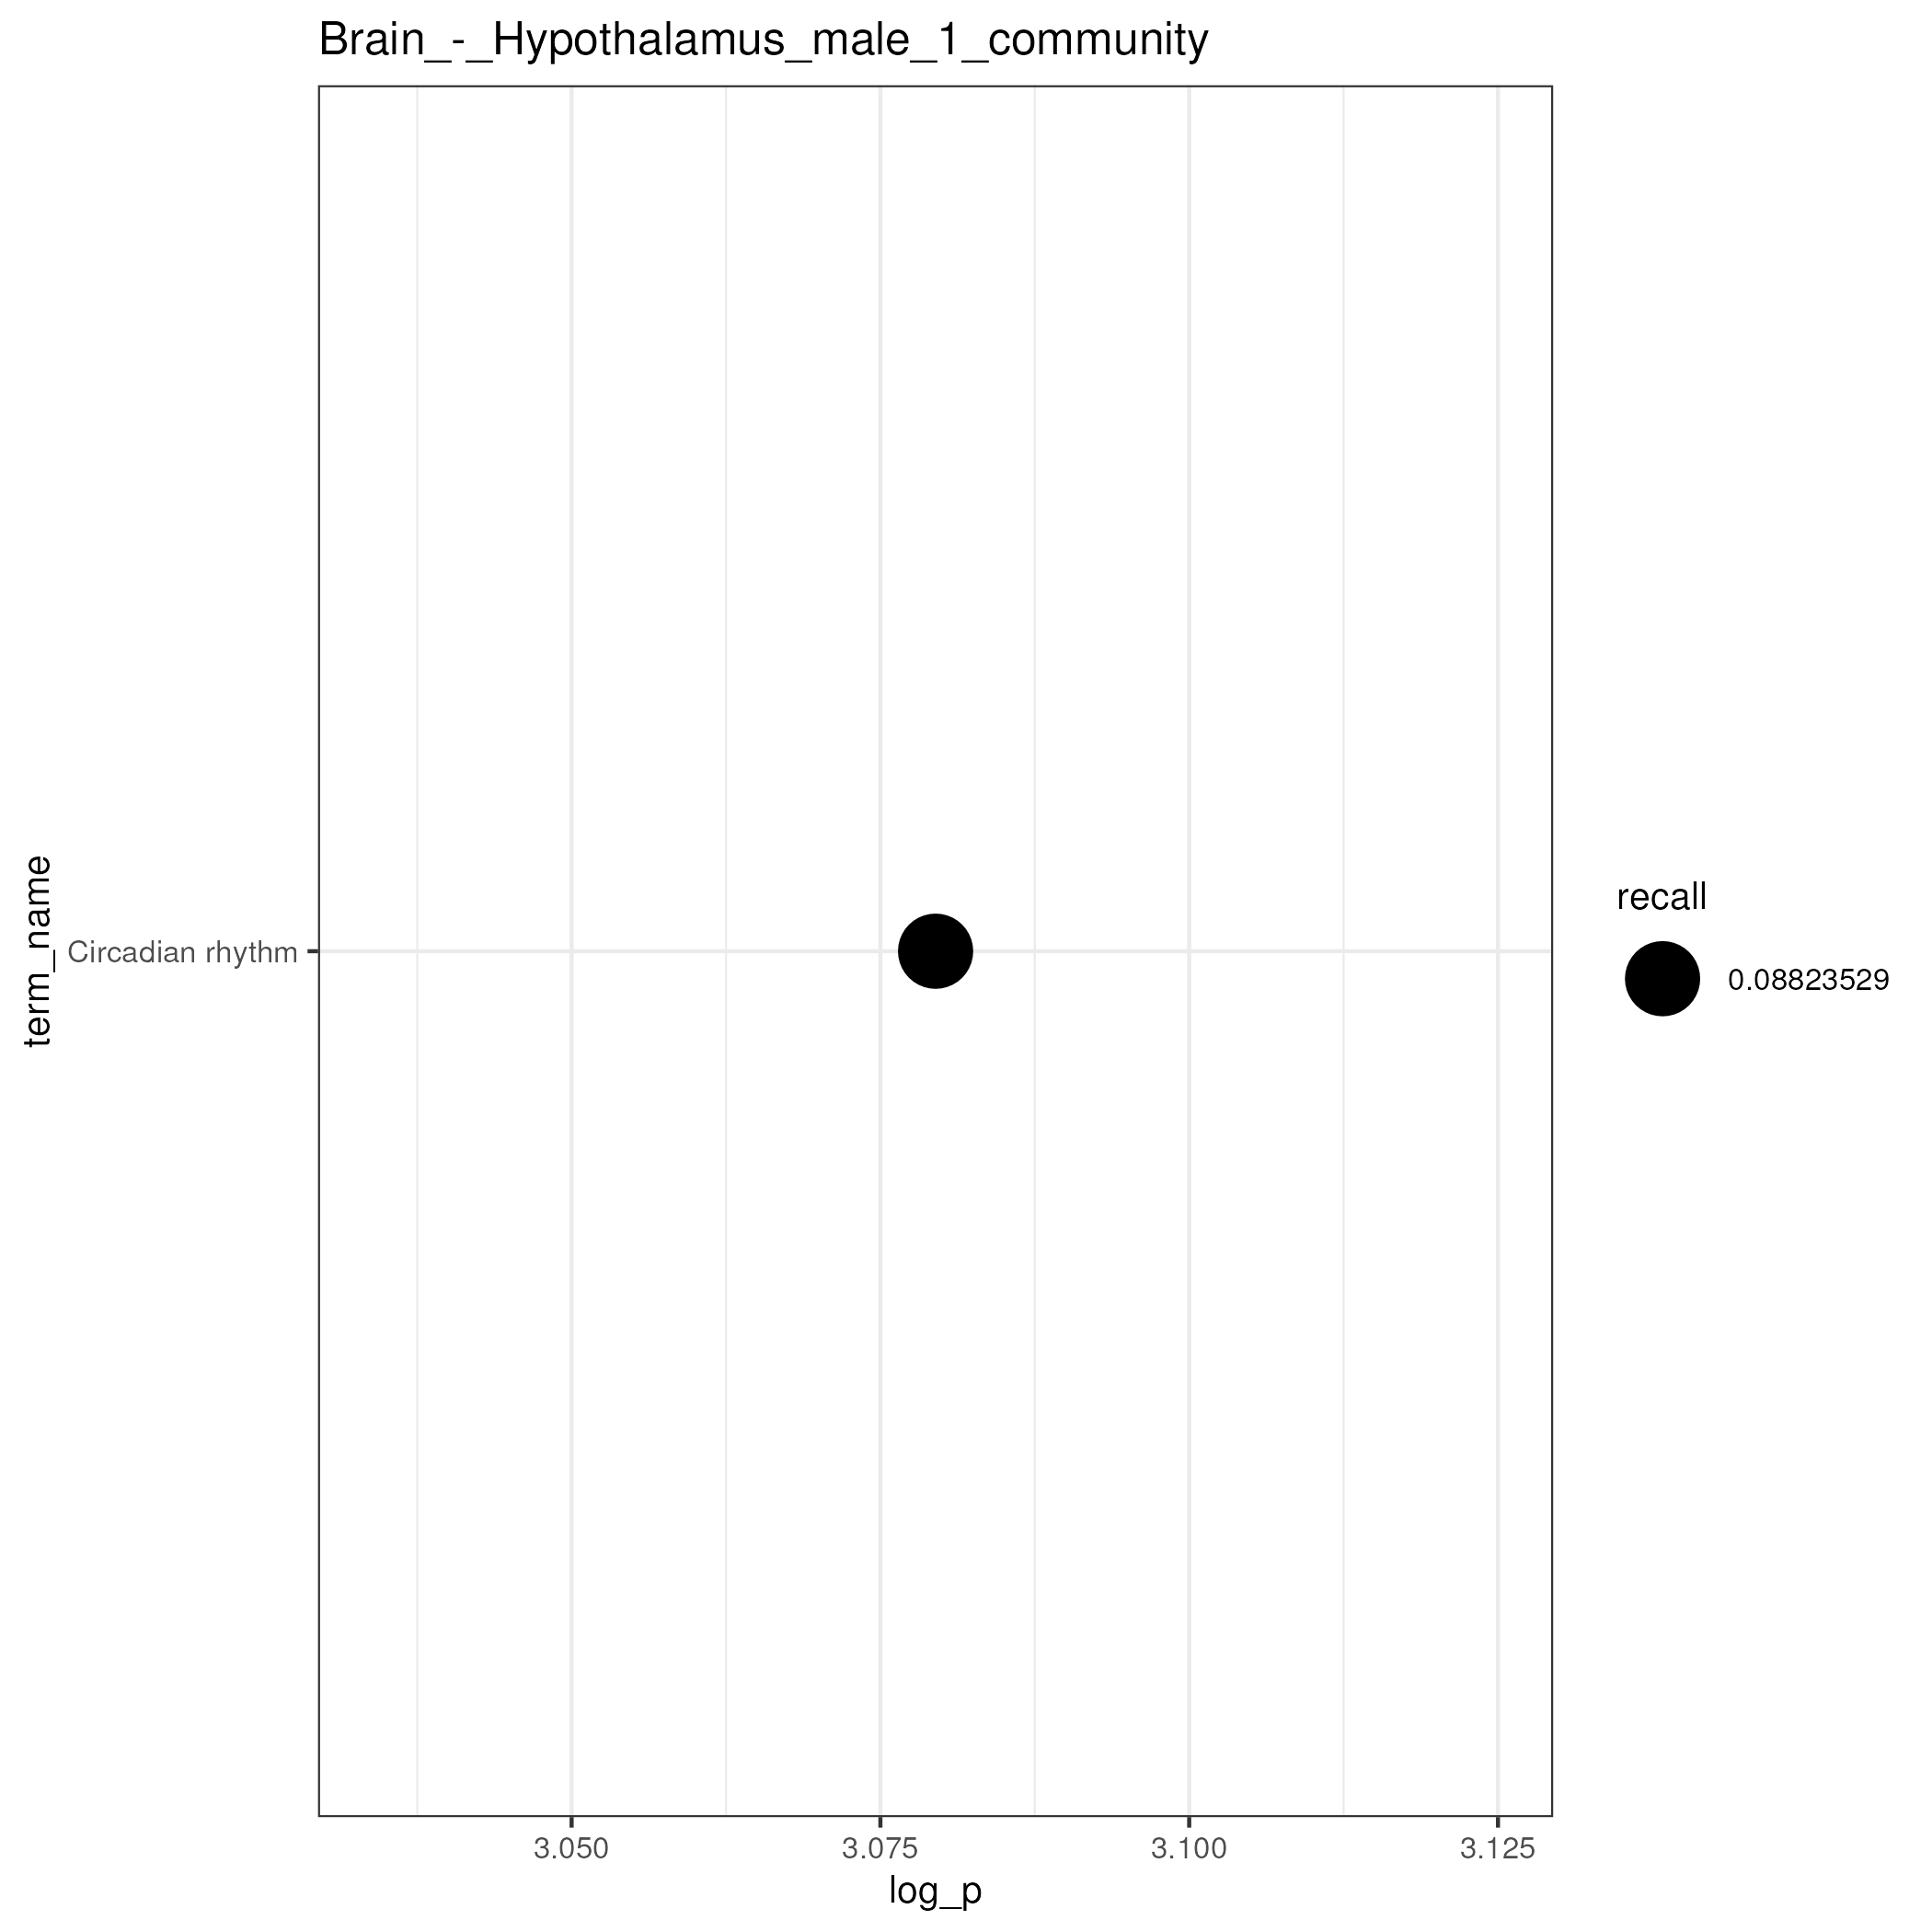 Brain_-_Hypothalamus_male_1_community
term_name
Circadian rhythm
recall
0.08823529
3.050
3.075
3.100
3.125
log_p